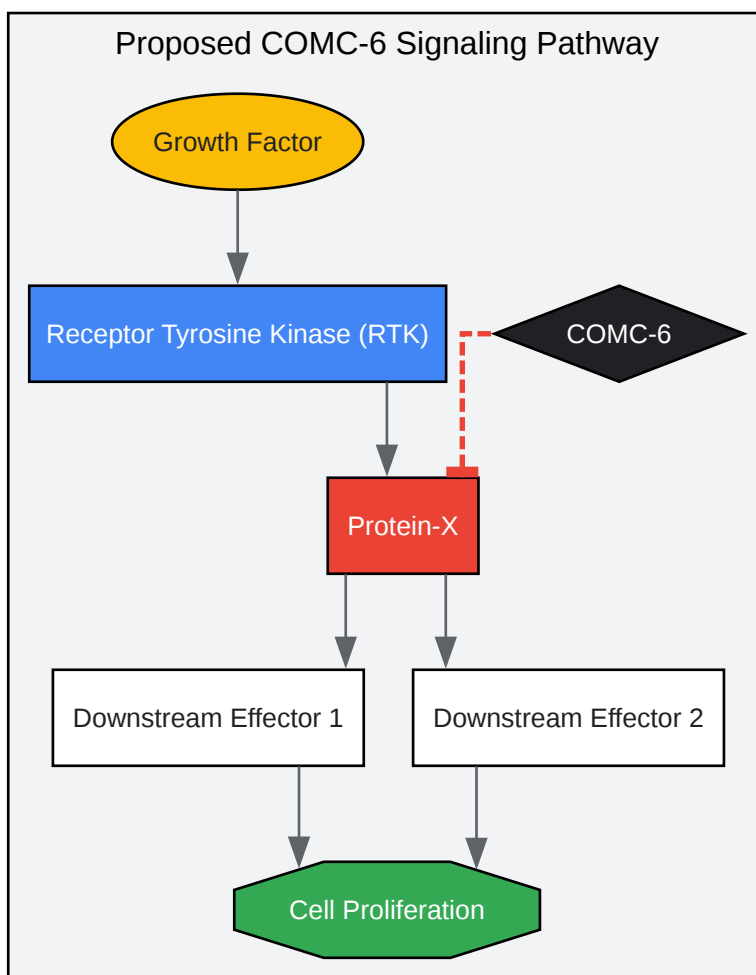 Proposed COMC-6 Signaling Pathway
Growth Factor
Receptor Tyrosine Kinase (RTK)
COMC-6
Protein-X
Downstream Effector 1
Downstream Effector 2
Cell Proliferation